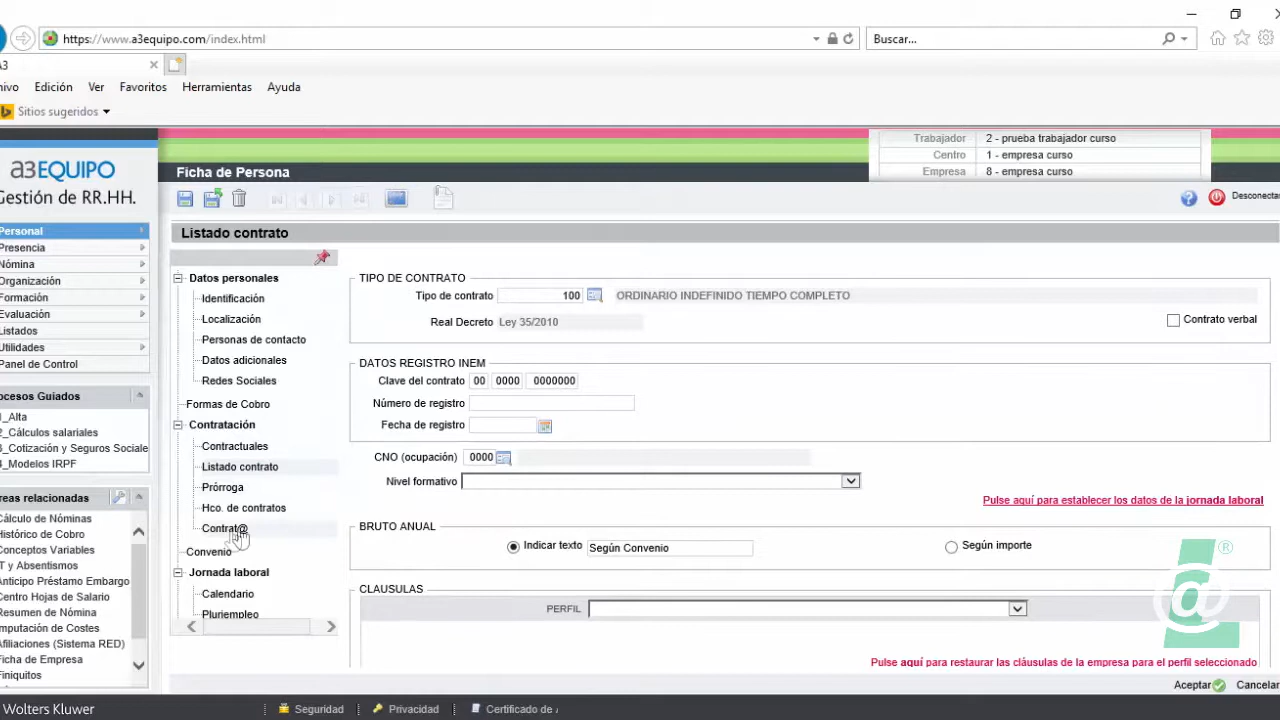 https://www.a3equipo.com/index.html
Buscar...
A3
Edición Ver Favoritos Herramientas Ayuda
Sitios sugeridos
Trabajador 2 - prueba trabajador curso
Centro 1 - empresa curso
Empresa 8 - empresa curso
a3EQUIPO
Gestión de RR.HH.
Ficha de Persona
Desconectar
Listado contrato
Personal
Presencia
Nómina
Organización
Formación
Evaluación
Listados
Utilidades
Panel de Control
ocesos Guiados
1_Alta
2_Cálculos salariales
3_Cotización y Seguros Sociale
4_Modelos IRPF
reas relacionadas
Cálculo de Nóminas
Histórico de Cobro
Conceptos Variables
IT y Absentismos
Anticipo Préstamo Embargo
Centro Hojas de Salario
Resumen de Nómina
Imputación de Costes
Afiliaciones (Sistema RED)
Ficha de Empresa
Finiquitos
Datos personales
Identificación
Localización
Personas de contacto
Datos adicionales
Redes Sociales
Formas de Cobro
Contratación
Contractuales
Listado contrato
Prórroga
Hco. de contratos
Contrat@
Convenio
Jornada laboral
Calendario
Pluriempleo
TIPO DE CONTRATO
Tipo de contrato 100 ORDINARIO INDEFINIDO TIEMPO COMPLETO
Real Decreto Ley 35/2010
Contrato verbal
DATOS REGISTRO INEM
Clave del contrato 00 0000 0000000
Número de registro
Fecha de registro
CNO (ocupación) 0000
Nivel formativo
Pulse aquí para establecer los datos de la jornada laboral
BRUTO ANUAL
Indicar texto Según Convenio Según importe
CLAUSULAS
PERFIL
Pulse aquí para restaurar las cláusulas de la empresa para el perfil seleccionado
@ ®
Aceptar Cancelar
Wolters Kluwer Seguridad Privacidad Certificado de